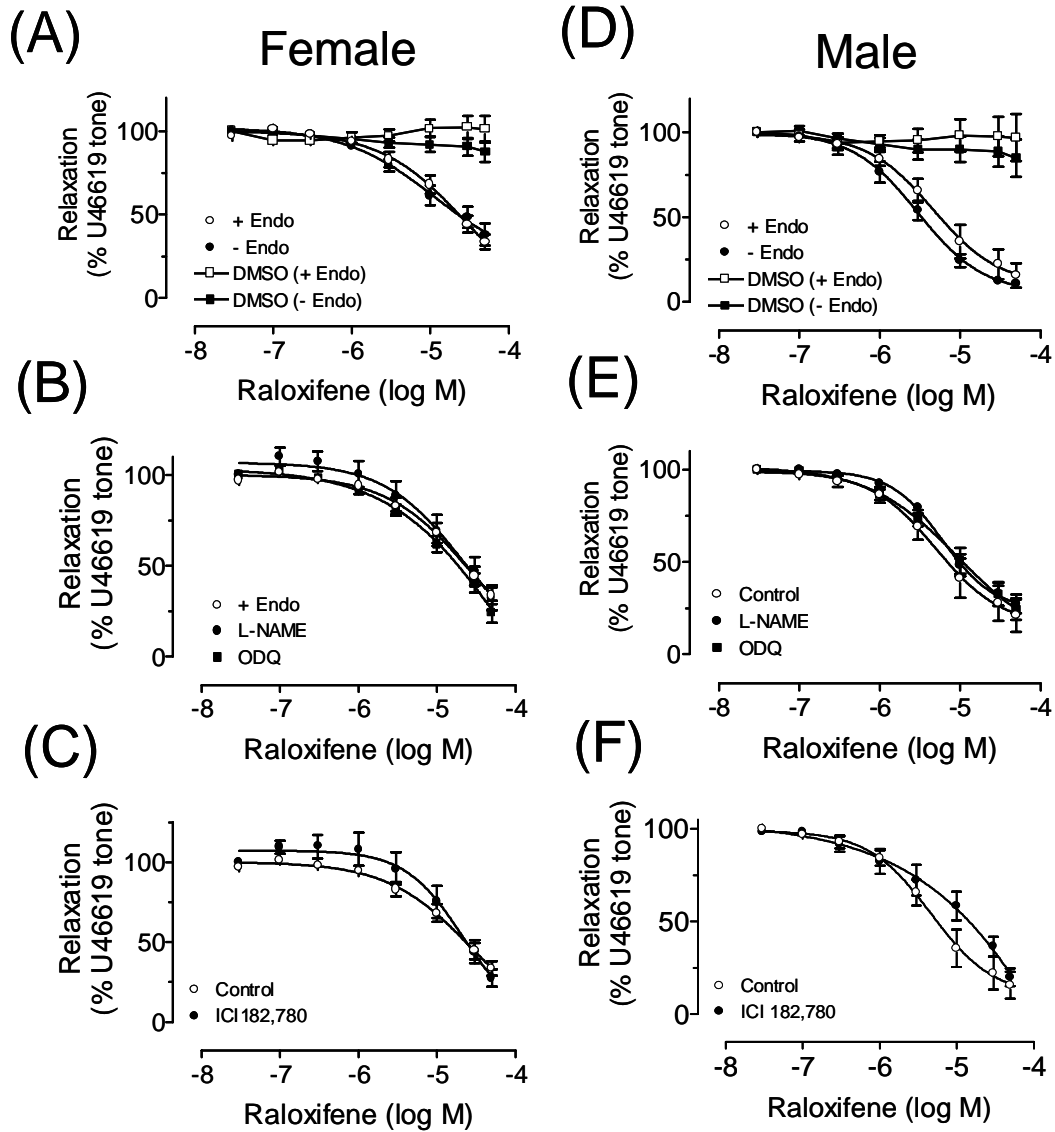 (A)
Female
Relaxation
(% U46619 tone)
100
50
0
+ Endo
- Endo
DMSO (+ Endo)
DMSO (- Endo)
-8 -7 -6 -5 -4
Raloxifene (log M)
(D)
Male
Relaxation
(% U46619 tone)
100
50
0
+ Endo
- Endo
DMSO (+ Endo)
DMSO (- Endo)
-8 -7 -6 -5 -4
Raloxifene (log M)
(B)
Relaxation
(% U46619 tone)
100
50
0
+ Endo
L-NAME
ODQ
-8 -7 -6 -5 -4
Raloxifene (log M)
(E)
Relaxation
(% U46619 tone)
100
50
0
Control
L-NAME
ODQ
-8 -7 -6 -5 -4
Raloxifene (log M)
(C)
Relaxation
(% U46619 tone)
100
50
0
Control
ICI 182,780
-8 -7 -6 -5 -4
Raloxifene (log M)
(F)
Relaxation
(% U46619 tone)
100
50
0
Control
ICI 182,780
-8 -7 -6 -5 -4
Raloxifene (log M)